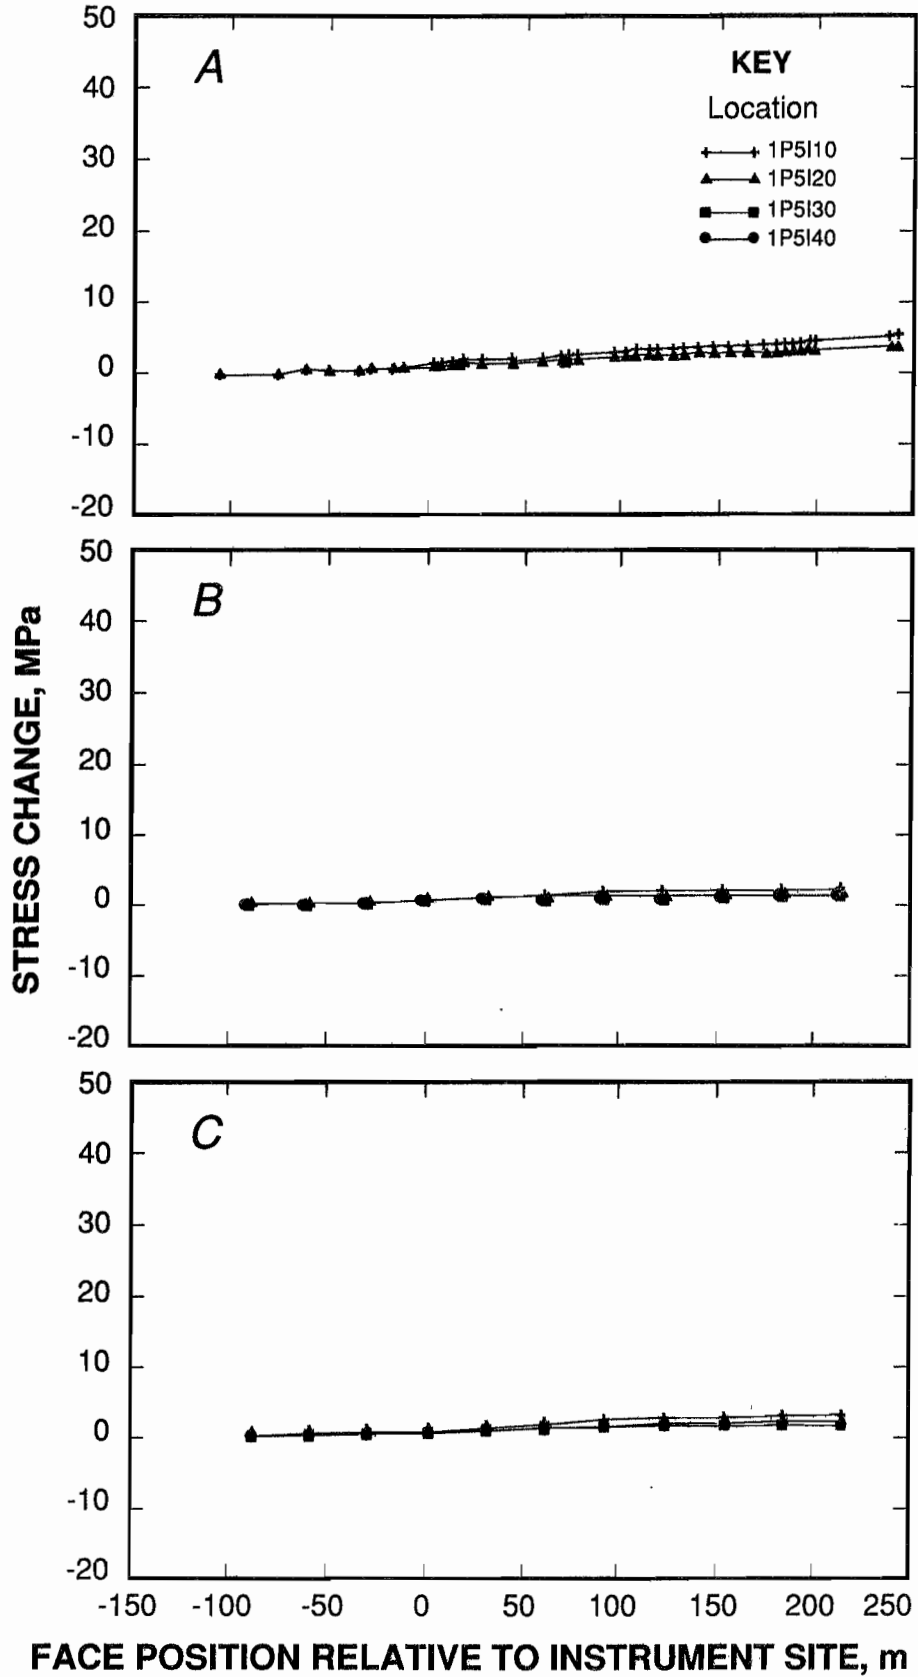 50
A
KEY
40
Location
30
1P5I10
1P5I20
20
1P5I30
1P5I40
10
0
-10
-20
50
B
40
30
20
10
0
-10
-20
STRESS CHANGE, MPa
50
C
40
30
20
10
0
-10
-20
-150 -100 -50 0 50 100 150 200 250
FACE POSITION RELATIVE TO INSTRUMENT SITE, m